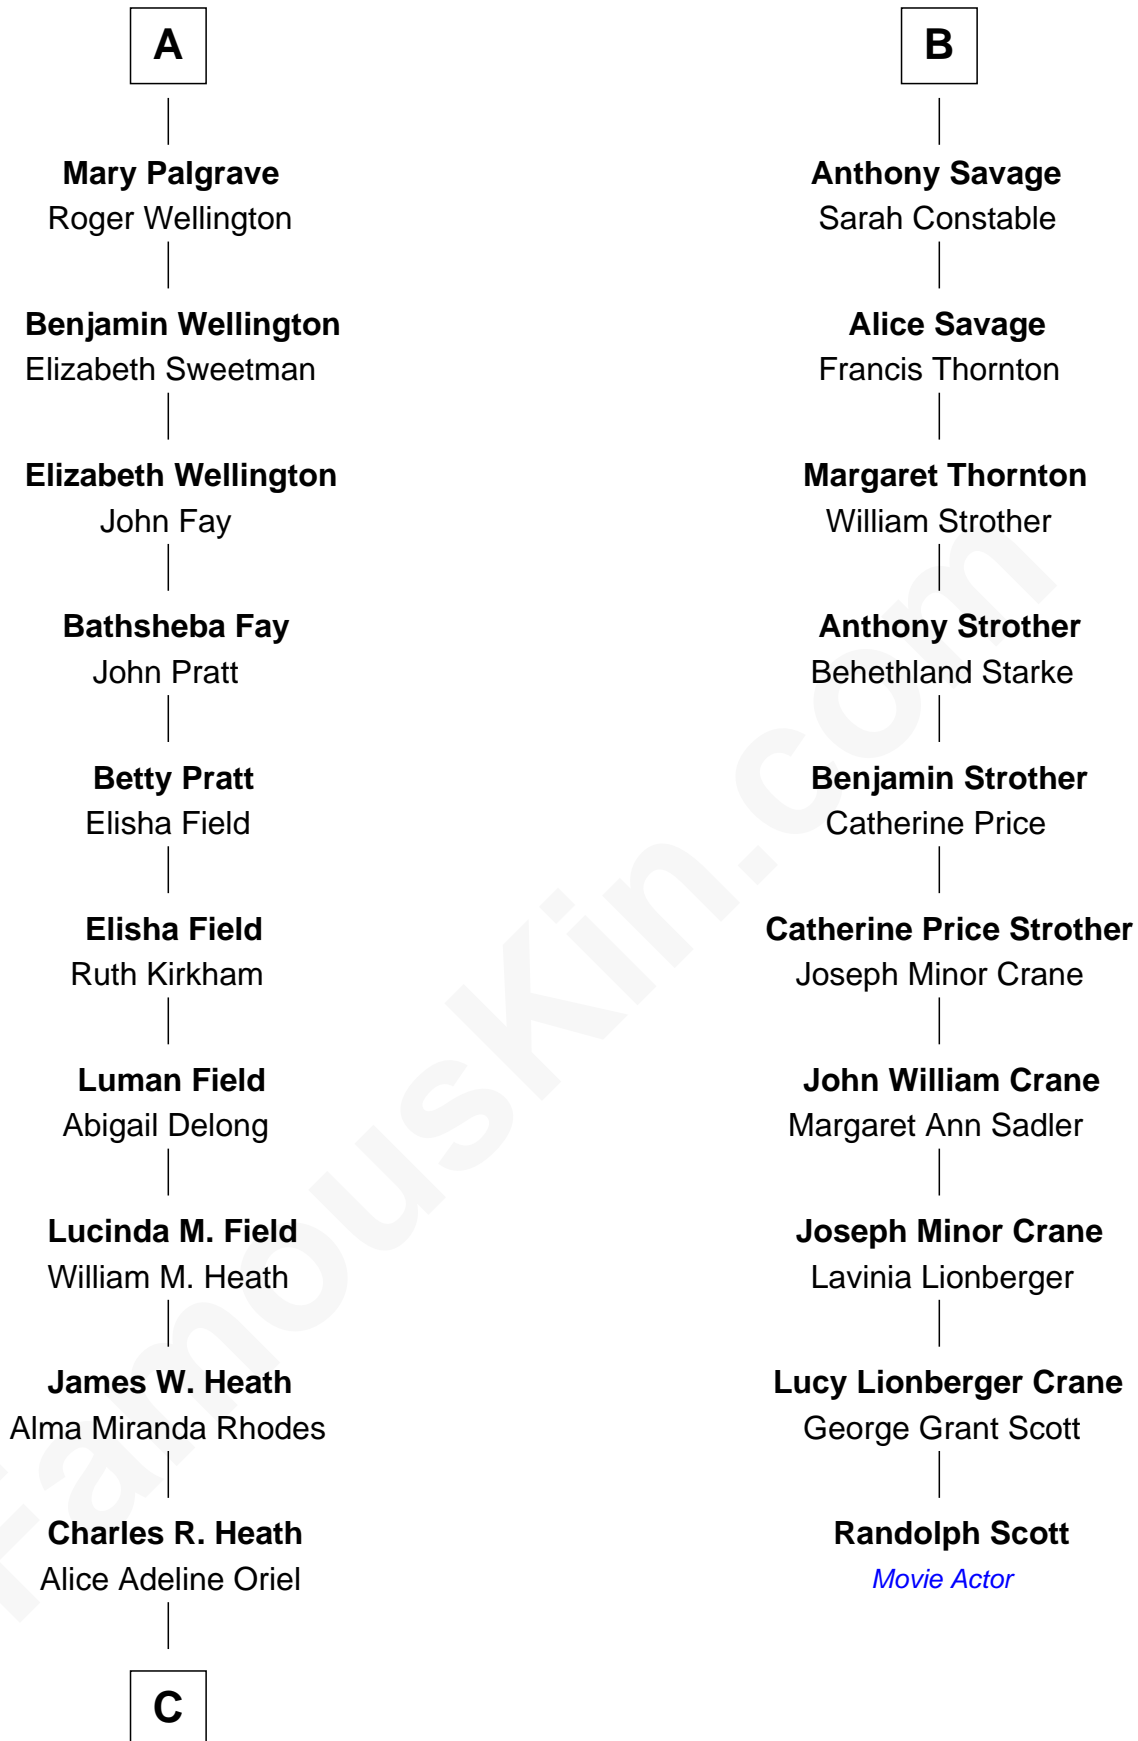 A
Mary Palgrave
Roger Wellington
Benjamin Wellington
Elizabeth Sweetman
Elizabeth Wellington
John Fay
Bathsheba Fay
John Pratt
Betty Pratt
Elisha Field
Elisha Field
Ruth Kirkham
Luman Field
Abigail Delong
Lucinda M. Field
William M. Heath
James W. Heath
Alma Miranda Rhodes
Charles R. Heath
Alice Adeline Oriel
C
B
Anthony Savage
Sarah Constable
Alice Savage
Francis Thornton
Margaret Thornton
William Strother
Anthony Strother
Behethland Starke
Benjamin Strother
Catherine Price
Catherine Price Strother
Joseph Minor Crane
John William Crane
Margaret Ann Sadler
Joseph Minor Crane
Lavinia Lionberger
Lucy Lionberger Crane
George Grant Scott
Randolph Scott
Movie Actor
FamousKin.com